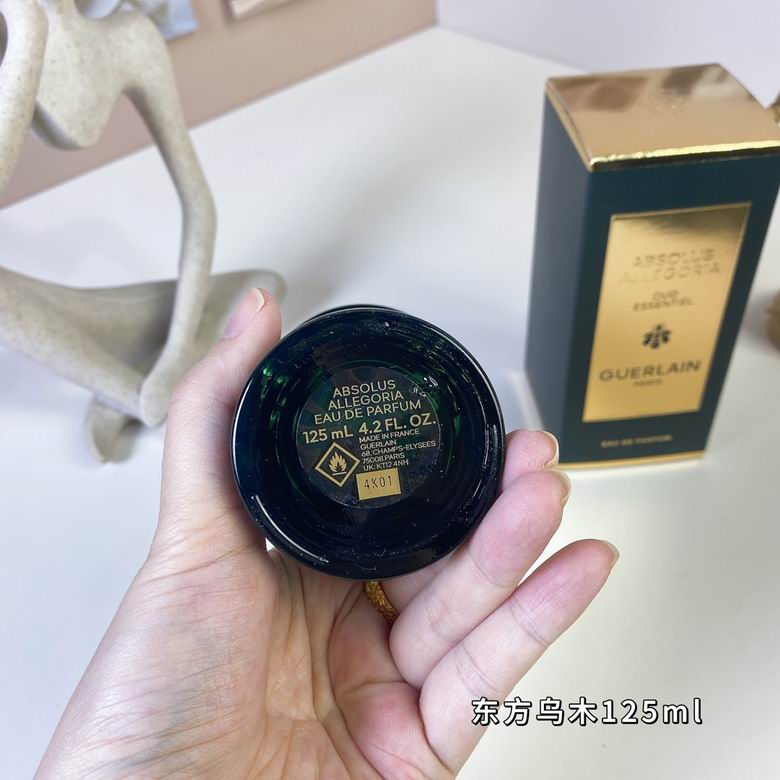 ABSOLUS
ALLEGORIA
OUD
ESSENTIEL
GUERLAIN
PARIS
EAU DE PARFUM
ABSOLUS
ALLEGORIA
EAU DE PARFUM
125 mL 4.2 FL. OZ.
MADE IN FRANCE
GUERLAIN
68, CHAMPS-ELYSEES
75008 PARIS
UK: KT12 4NH
4K01
东方乌木125ml